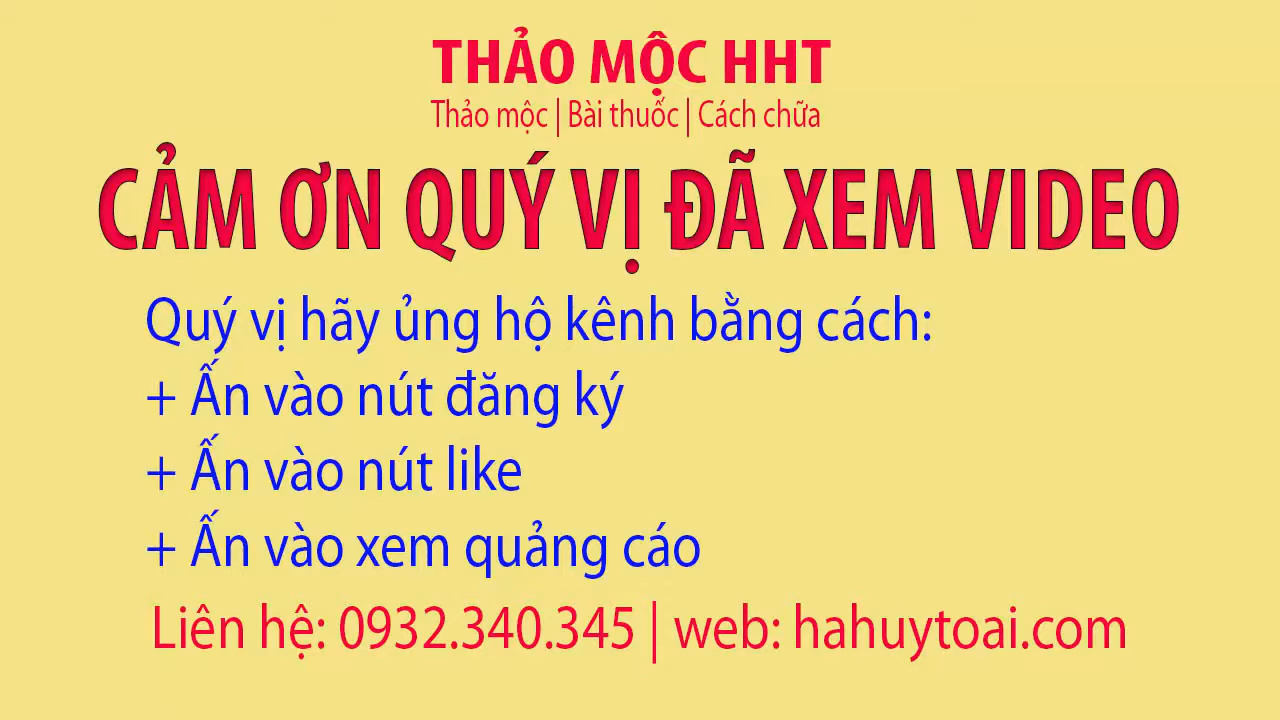 THẢO MỘC HHT
Thảo mộc | Bài thuốc | Cách chữa
CẢM ƠN QUÝ VỊ ĐÃ XEM VIDEO
Quý vị hãy ủng hộ kênh bằng cách:
+ Ấn vào nút đăng ký
+ Ấn vào nút like
+ Ấn vào xem quảng cáo
Liên hệ: 0932.340.345 | web: hahuytoai.com